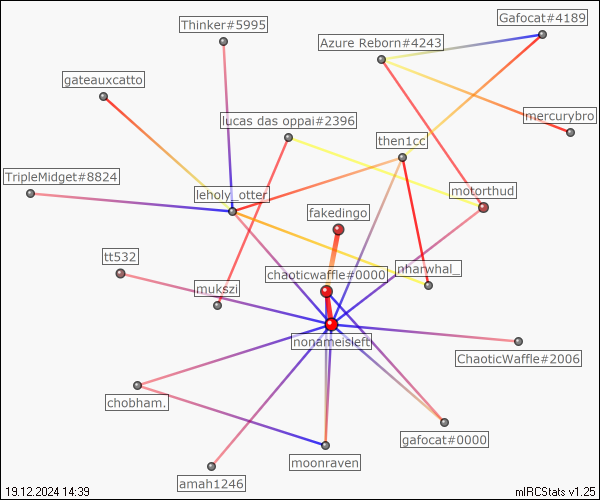 Gafocat#4189
Thinker#5995
Azure Reborn#4243
gateauxcatto
mercurybro
lucas das oppai#2396
then1cc
TripleMidget#8824
leholy_otter
motorthud
fakedingo
tt532
chaoticwaffle#0000
nharwhal_
mukszi
nonameisleft
ChaoticWaffle#2006
chobham.
gafocat#0000
moonraven
amah1246
19.12.2024 14:39
mIRCStats v1.25